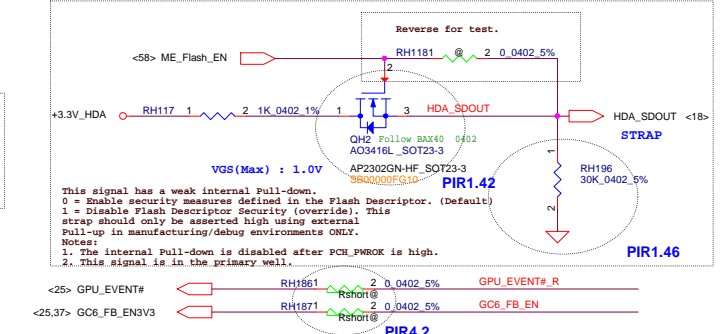 Reverse for test.
<58> ME_Flash_EN
RH1181 @ 2 0_0402_5%
2
+3.3V_HDA RH117 1 2 1K_0402_1% 1 3 HDA_SDOUT HDA_SDOUT <18>
STRAP
QH2 Follow BAX40 0402
AO3416L_SOT23-3
VGS(Max) : 1.0V
AP2302GN-HF_SOT23-3
3B00000FG10
PIR1.42
1
RH196
30K_0402_5%
2
This signal has a weak internal Pull-down.
0 = Enable security measures defined in the Flash Descriptor. (Default)
1 = Disable Flash Descriptor Security (override). This
strap should only be asserted high using external
Pull-up in manufacturing/debug environments ONLY.
Notes:
1. The internal Pull-down is disabled after PCH_PWROK is high.
2. This signal is in the primary well.
PIR1.46
<25> GPU_EVENT# RH186 1 2 0_0402_5% GPU_EVENT#_R
Rshort@
<25,37> GC6_FB_EN3V3 RH187 1 2 0_0402_5% GC6_FB_EN
Rshort@
PIR4.2